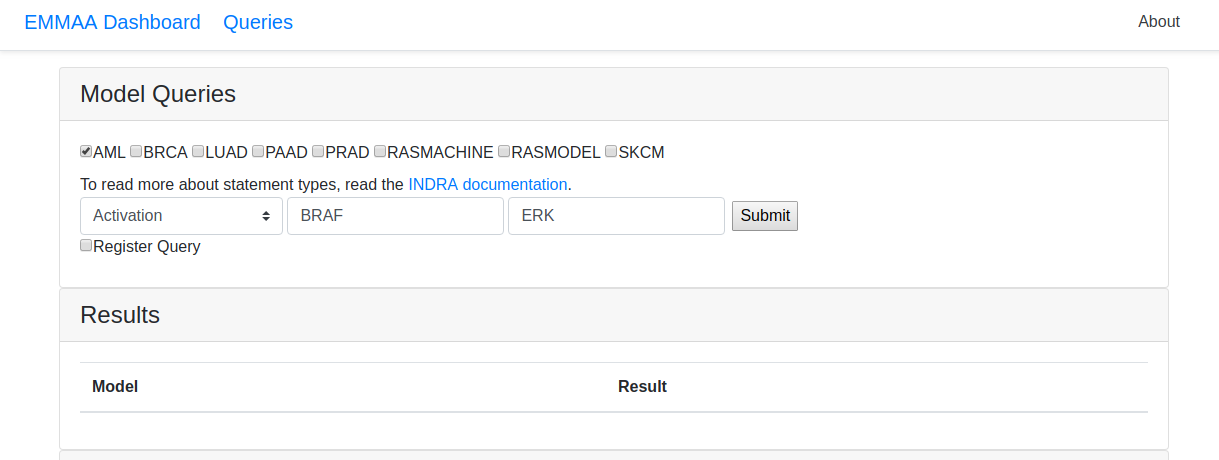 EMMAA Dashboard Queries About
Model Queries
AML BRCA LUAD PAAD PRAD RASMACHINE RASMODEL SKCM
To read more about statement types, read the INDRA documentation.
Activation BRAF ERK Submit
Register Query
Results
Model Result